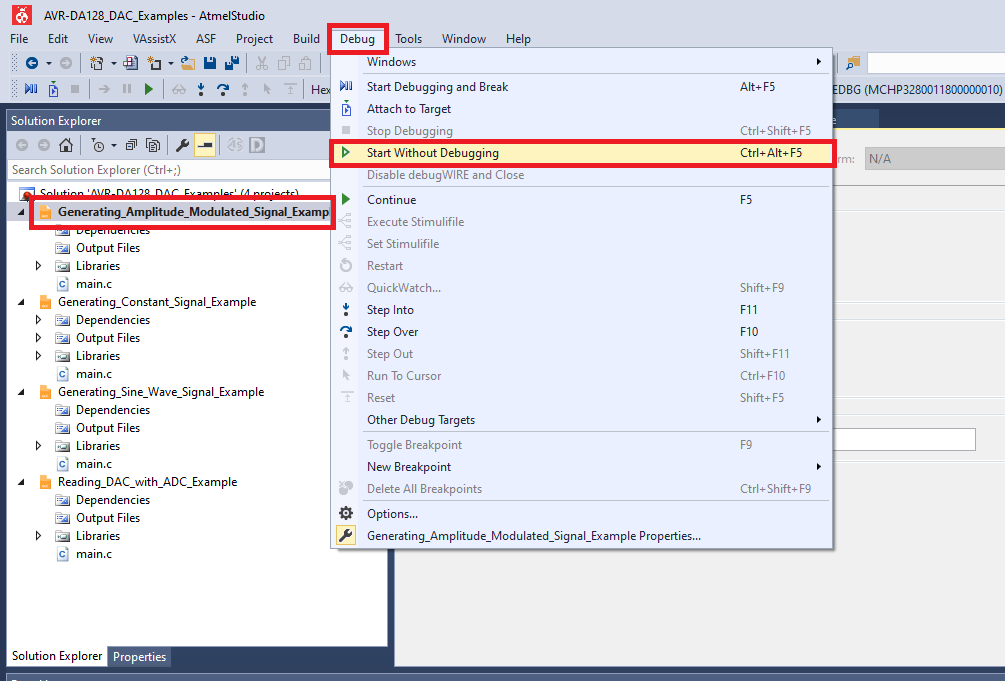 AVR-DA128_DAC_Examples - AtmelStudio
File Edit View VAssistX ASF Project Build Debug Tools Window Help
Hex
EDBG (MCHP3280011800000010)
Solution Explorer
Search Solution Explorer (Ctrl+;)
Solution 'AVR-DA128_DAC_Examples' (4 projects)
Generating_Amplitude_Modulated_Signal_Examp
Dependencies
Output Files
Libraries
main.c
Generating_Constant_Signal_Example
Dependencies
Output Files
Libraries
main.c
Generating_Sine_Wave_Signal_Example
Dependencies
Output Files
Libraries
main.c
Reading_DAC_with_ADC_Example
Dependencies
Output Files
Libraries
main.c
Solution Explorer Properties
Windows
Start Debugging and Break Alt+F5
Attach to Target
Stop Debugging Ctrl+Shift+F5
Start Without Debugging Ctrl+Alt+F5
Disable debugWIRE and Close
Continue F5
Execute Stimulifile
Set Stimulifile
Restart
QuickWatch... Shift+F9
Step Into F11
Step Over F10
Step Out Shift+F11
Run To Cursor Ctrl+F10
Reset Shift+F5
Other Debug Targets
Toggle Breakpoint F9
New Breakpoint
Delete All Breakpoints Ctrl+Shift+F9
Options...
Generating_Amplitude_Modulated_Signal_Example Properties...
rm: N/A